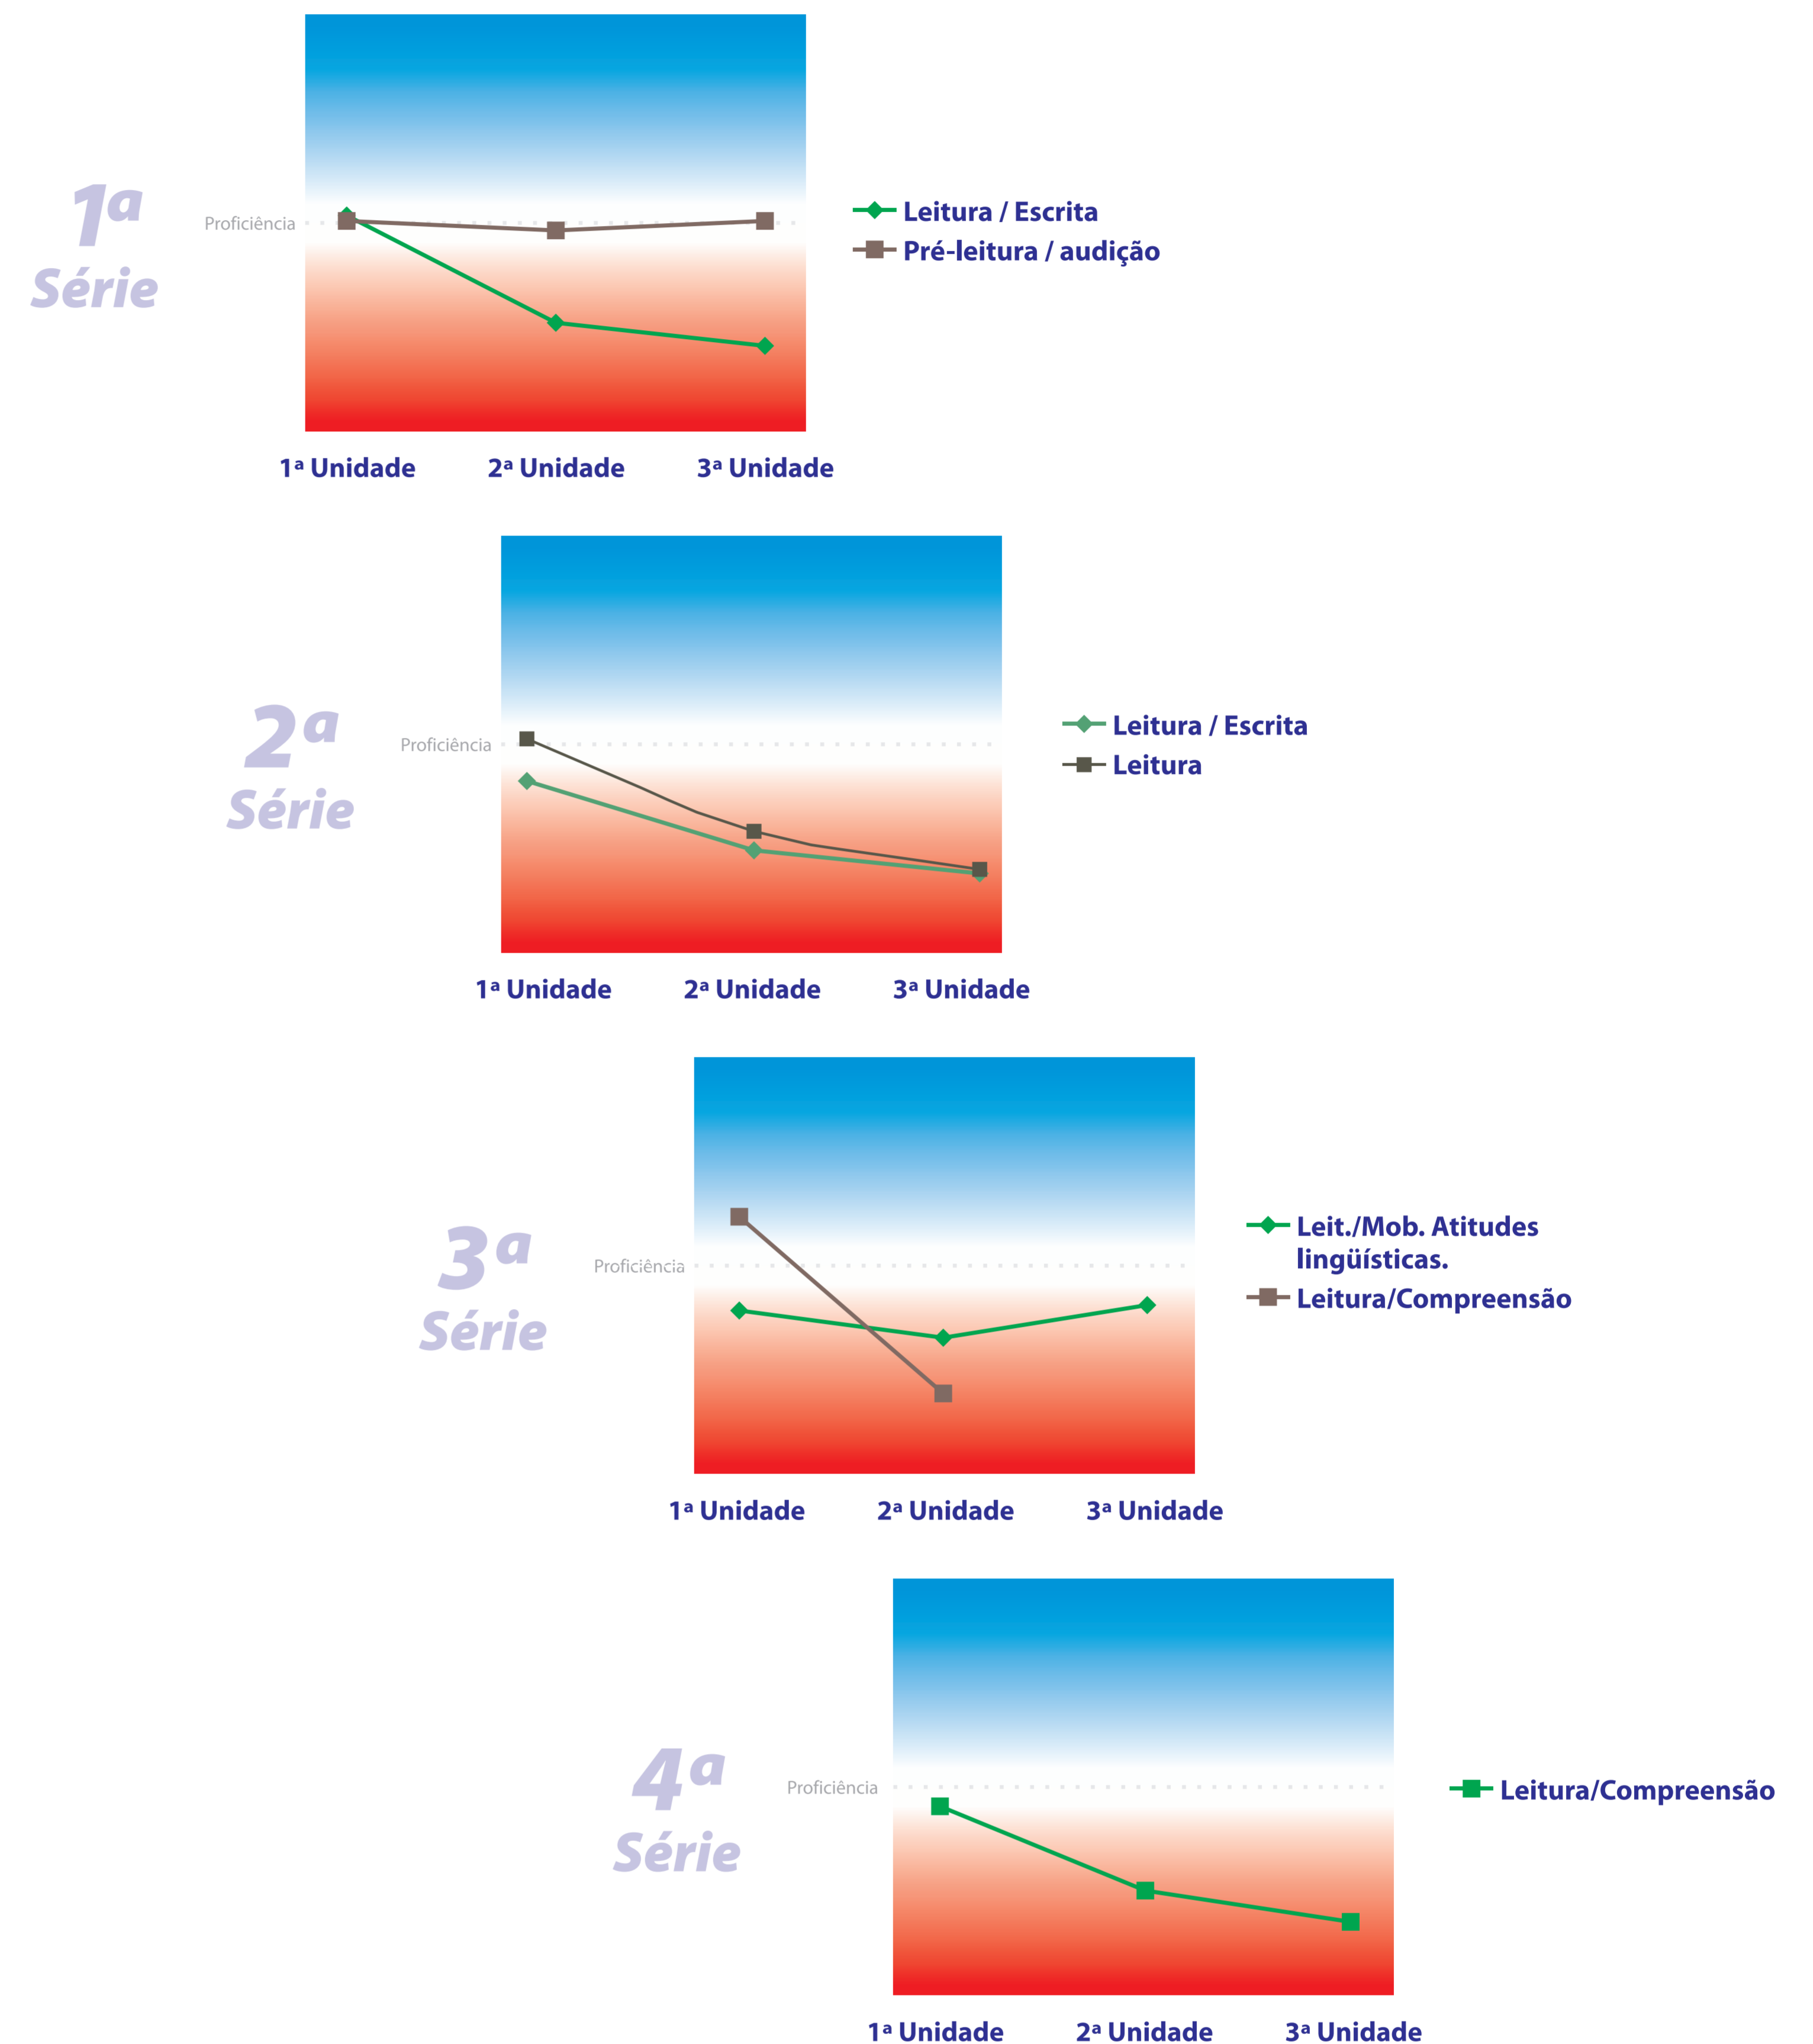 1ª
Série
Proficiência
Leitura / Escrita
Pré-leitura / audição
1ª Unidade 2ª Unidade 3ª Unidade
2ª
Série
Proficiência
Leitura / Escrita
Leitura
1ª Unidade 2ª Unidade 3ª Unidade
3ª
Série
Proficiência
Leit./Mob. Atitudes
lingüísticas.
Leitura/Compreensão
1ª Unidade 2ª Unidade 3ª Unidade
4ª
Série
Proficiência
Leitura/Compreensão
1ª Unidade 2ª Unidade 3ª Unidade